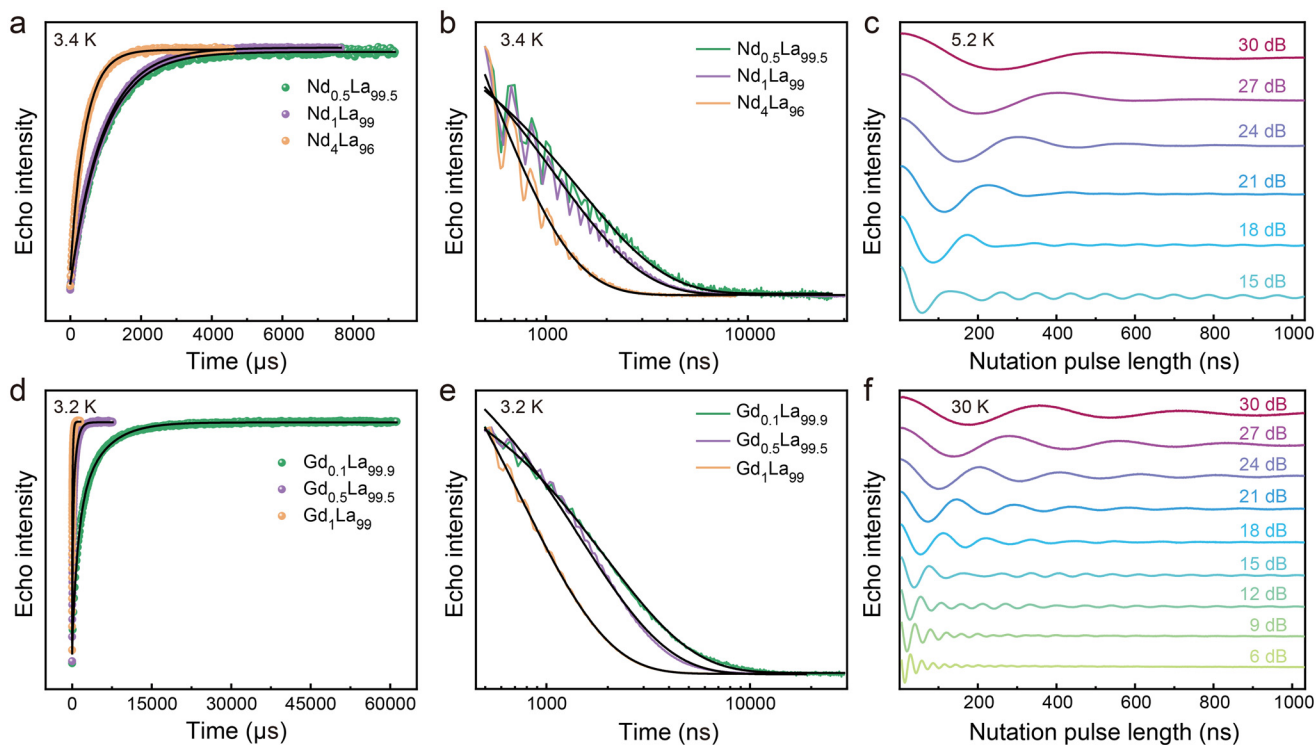 a
3.4 K
Nd0.5La99.5
Nd1La99
Nd4La96
Echo intensity
0
2000
4000
6000
8000
Time (μs)
b
3.4 K
Nd0.5La99.5
Nd1La99
Nd4La96
Echo intensity
1000
10000
Time (ns)
c
5.2 K
30 dB
27 dB
24 dB
21 dB
18 dB
15 dB
Echo intensity
200
400
600
800
1000
Nutation pulse length (ns)
d
3.2 K
Gd0.1La99.9
Gd0.5La99.5
Gd1La99
Echo intensity
0
15000
30000
45000
60000
Time (μs)
e
3.2 K
Gd0.1La99.9
Gd0.5La99.5
Gd1La99
Echo intensity
1000
10000
Time (ns)
f
30 K
30 dB
27 dB
24 dB
21 dB
18 dB
15 dB
12 dB
9 dB
6 dB
Echo intensity
200
400
600
800
1000
Nutation pulse length (ns)